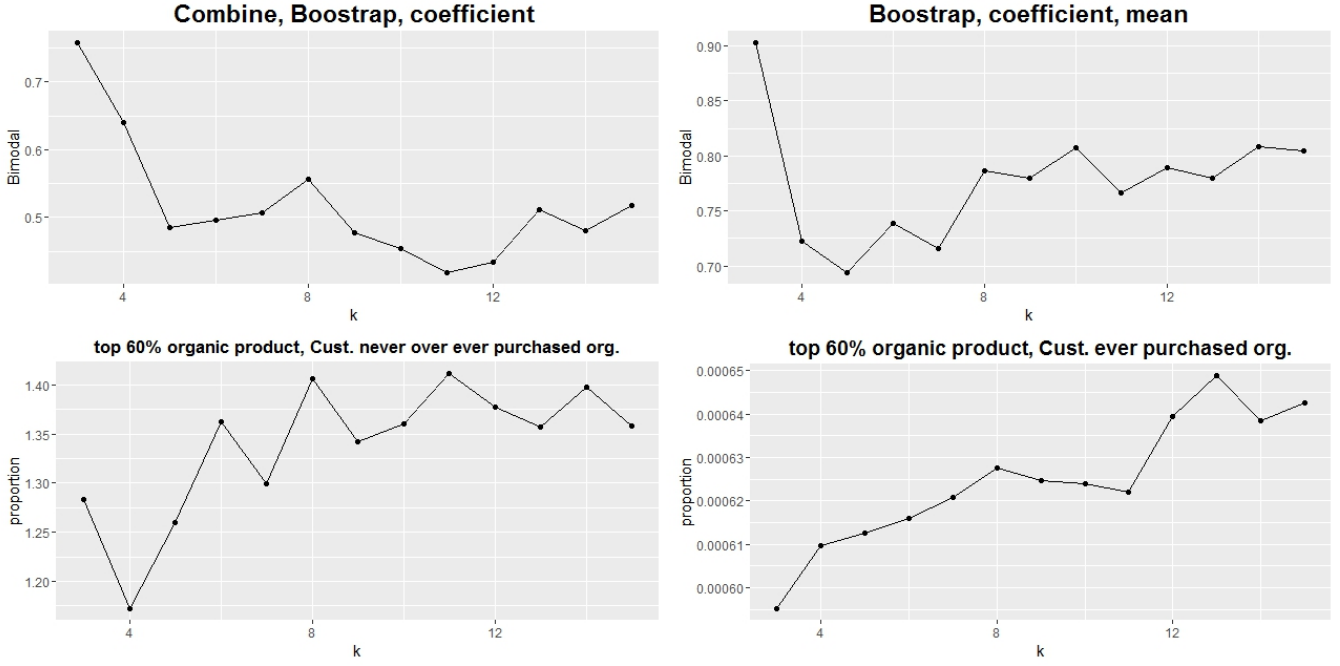 Combine, Boostrap, coefficient
Bimodal
0.7
0.6
0.5
4 8 12
k
Boostrap, coefficient, mean
Bimodal
0.90
0.85
0.80
0.75
0.70
4 8 12
k
top 60% organic product, Cust. never over ever purchased org.
proportion
1.40
1.35
1.30
1.25
1.20
4 8 12
k
top 60% organic product, Cust. ever purchased org.
proportion
0.00065
0.00064
0.00063
0.00062
0.00061
0.00060
4 8 12
k